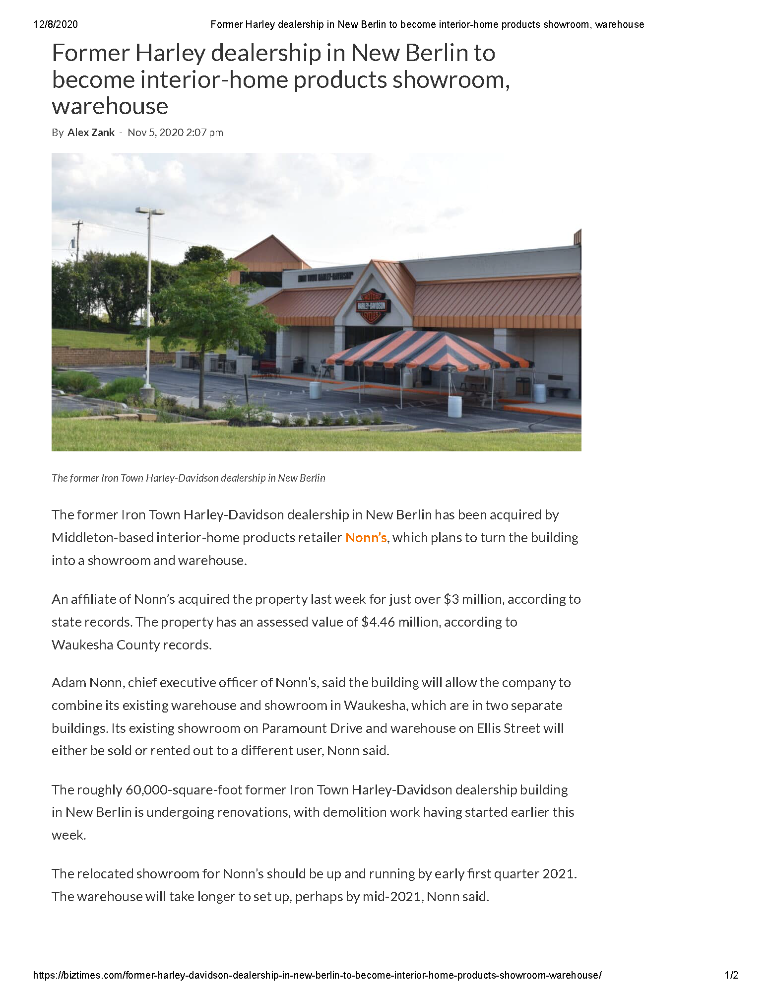 12/8/2020 Former Harley dealership in New Berlin to become interior-home products showroom, warehouse
Former Harley dealership in New Berlin to
become interior-home products showroom,
warehouse
By Alex Zank - Nov 5, 2020 2:07 pm
IRON TOWN HARLEY-DAVIDSON
MOTOR
HARLEY-DAVIDSON
CYCLES
The former Iron Town Harley-Davidson dealership in New Berlin
The former Iron Town Harley-Davidson dealership in New Berlin has been acquired by
Middleton-based interior-home products retailer Nonn’s, which plans to turn the building
into a showroom and warehouse.
An affiliate of Nonn’s acquired the property last week for just over $3 million, according to
state records. The property has an assessed value of $4.46 million, according to
Waukesha County records.
Adam Nonn, chief executive officer of Nonn’s, said the building will allow the company to
combine its existing warehouse and showroom in Waukesha, which are in two separate
buildings. Its existing showroom on Paramount Drive and warehouse on Ellis Street will
either be sold or rented out to a different user, Nonn said.
The roughly 60,000-square-foot former Iron Town Harley-Davidson dealership building
in New Berlin is undergoing renovations, with demolition work having started earlier this
week.
The relocated showroom for Nonn’s should be up and running by early first quarter 2021.
The warehouse will take longer to set up, perhaps by mid-2021, Nonn said.
https://biztimes.com/former-harley-davidson-dealership-in-new-berlin-to-become-interior-home-products-showroom-warehouse/ 1/2